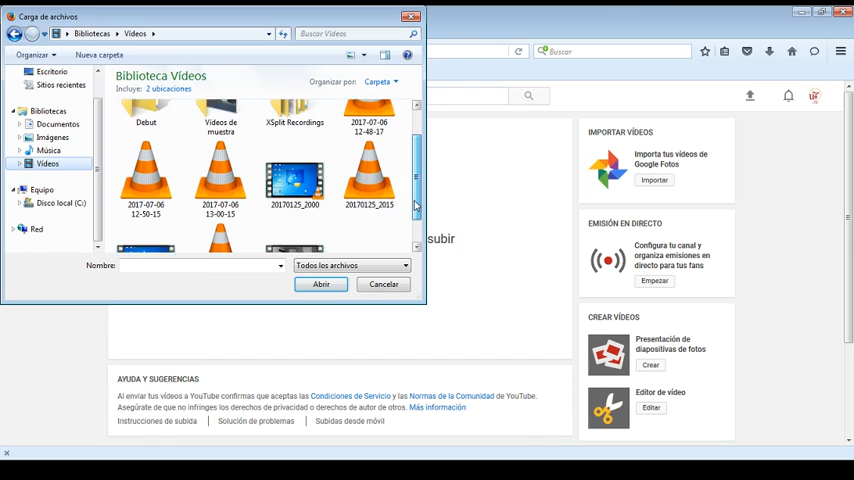 Carga de archivos
Bibliotecas ▸ Vídeos ▸
Buscar Vídeos
Organizar
Nueva carpeta
Buscar
Escritorio
Sitios recientes
Bibliotecas
Documentos
Imágenes
Música
Vídeos
Equipo
Disco local (C:)
Red
Biblioteca Vídeos
Incluye: 2 ubicaciones
Organizar por: Carpeta
Debut
Vídeos de
muestra
XSplit Recordings
2017-07-06
12-48-17
2017-07-06
12-50-15
2017-07-06
13-00-15
20170125_2000
20170125_2015
Nombre:
Todos los archivos
Abrir
Cancelar
subir
IMPORTAR VÍDEOS
Importa tus vídeos de
Google Fotos
Importar
EMISIÓN EN DIRECTO
Configura tu canal y
organiza emisiones en
directo para tus fans
Empezar
CREAR VÍDEOS
Presentación de
diapositivas de fotos
Crear
Editor de vídeo
Editar
AYUDA Y SUGERENCIAS
Al enviar tus vídeos a YouTube confirmas que aceptas las Condiciones de Servicio y las Normas de la Comunidad de YouTube.
Asegúrate de que no infringes los derechos de privacidad o derechos de autor de otros. Más información
Instrucciones de subida
Solución de problemas
Subidas desde móvil